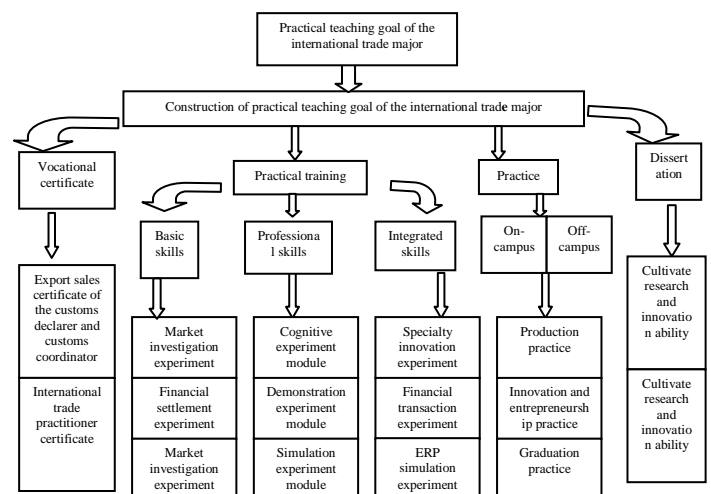 Practical teaching goal of the
international trade major
Construction of practical teaching goal of the international trade major
Vocational
certificate
Practical training
Practice
Dissert
ation
Basic
skills
Professiona
l skills
Integrated
skills
On-
campus
Off-
campus
Export sales
certificate of
the customs
declarer and
customs
coordinator
International
trade
practitioner
certificate
Market
investigation
experiment
Financial
settlement
experiment
Market
investigation
experiment
Cognitive
experiment
module
Demonstration
experiment
module
Simulation
experiment
module
Specialty
innovation
experiment
Financial
transaction
experiment
ERP
simulation
experiment
Production
practice
Innovation and
entrepreneursh
ip practice
Graduation
practice
Cultivate
research
and
innovatio
n ability
Cultivate
research
and
innovatio
n ability